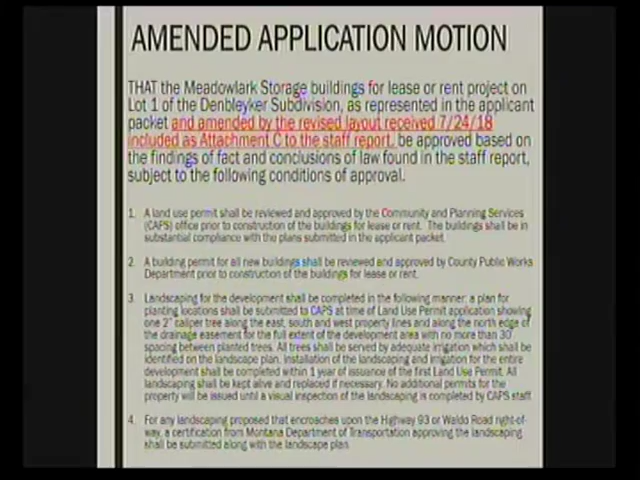 AMENDED APPLICATION MOTION
THAT the Meadowlark Storage buildings for lease or rent project on
Lot 1 of the Denbleyker Subdivision, as represented in the applicant
packet and amended by the revised layout received 7/24/18
included as Attachment C to the staff report, be approved based on
the findings of fact and conclusions of law found in the staff report,
subject to the following conditions of approval.
1. A land use permit shall be reviewed and approved by the Community and Planning Services
(CAPS) office prior to construction of the buildings for lease or rent. The buildings shall be in
substantial compliance with the plans submitted in the applicant packet.
2. A building permit for all new buildings shall be reviewed and approved by County Public Works
Department prior to construction of the buildings for lease or rent.
3. Landscaping for the development shall be completed in the following manner: a plan for
planting locations shall be submitted to CAPS at time of Land Use Permit application showing
one 2" caliper tree along the east, south and west property lines and along the north edge of
the drainage easement for the full extent of the development area with no more than 30'
spacing between planted trees. All trees shall be served by adequate irrigation which shall be
identified on the landscape plan. Installation of the landscaping and irrigation for the entire
development shall be completed within 1 year of issuance of the first Land Use Permit. All
landscaping shall be kept alive and replaced if necessary. No additional permits for the
property will be issued until a visual inspection of the landscaping is completed by CAPS staff
4. For any landscaping proposed that encroaches upon the Highway 93 or Waldo Road right-of-
way, a certification from Montana Department of Transportation approving the landscaping
shall be submitted along with the landscape plan.